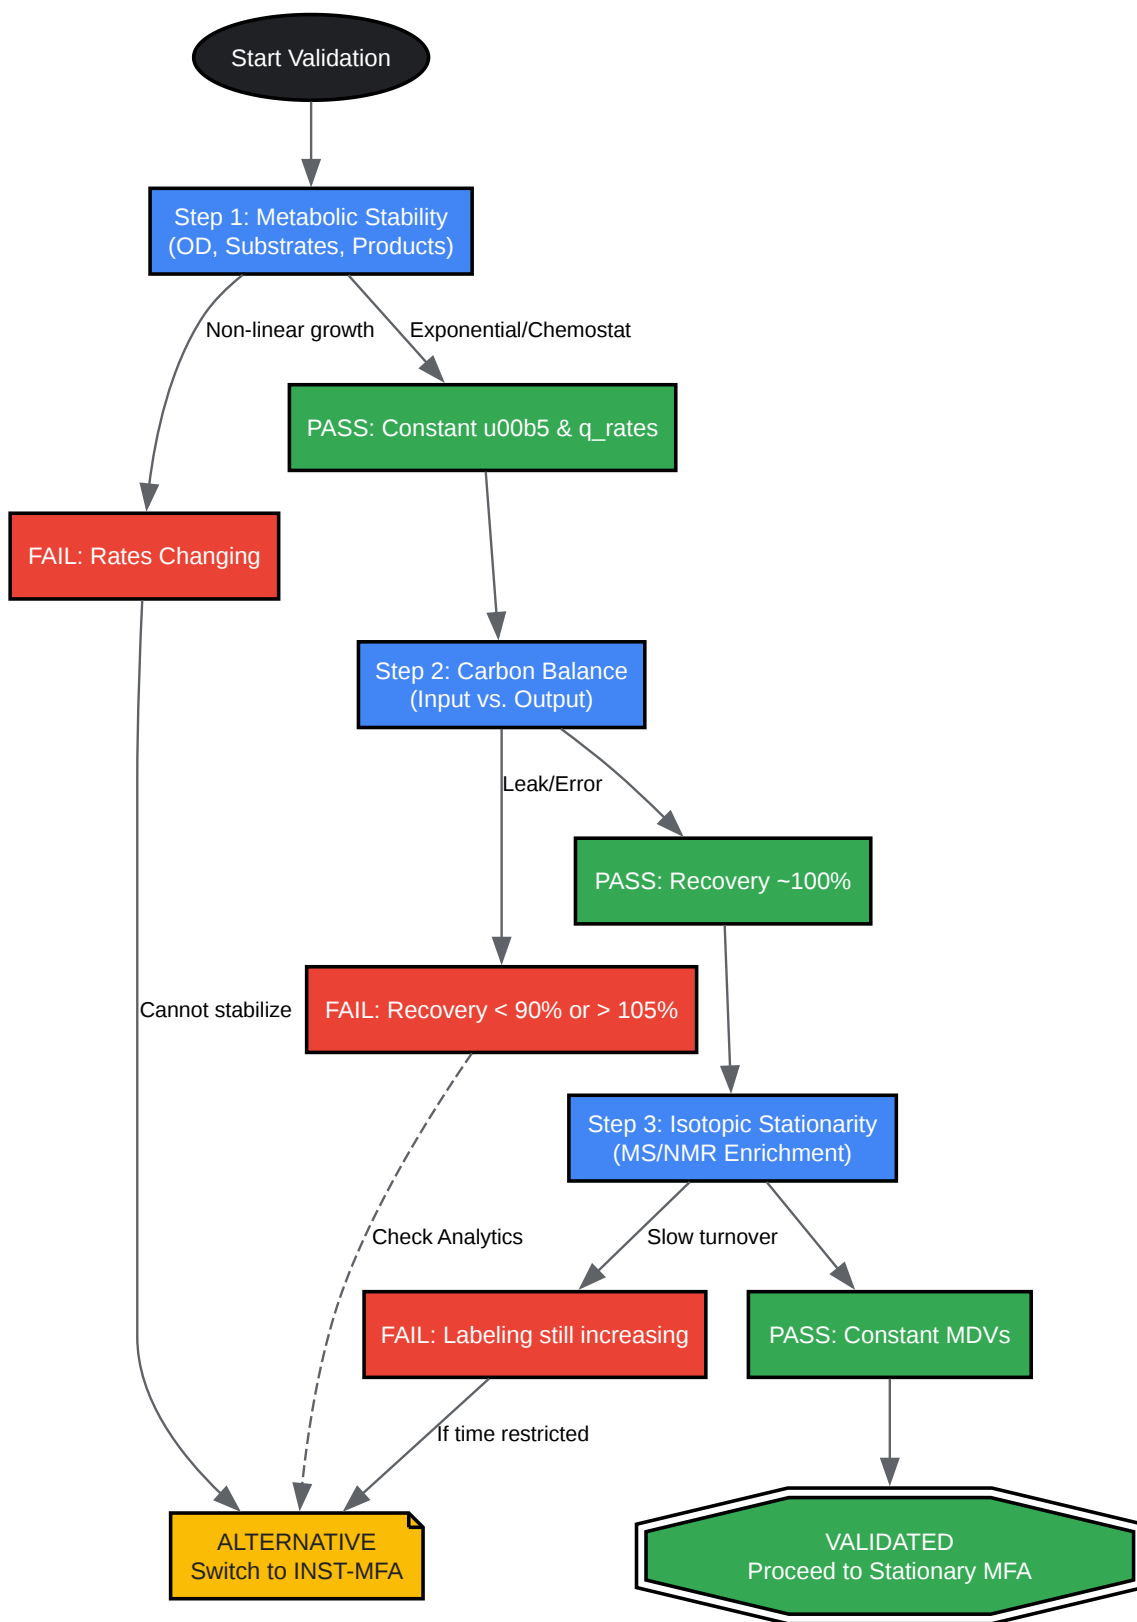 Start Validation
Step 1: Metabolic Stability
(OD, Substrates, Products)
Non-linear growth
Exponential/Chemostat
PASS: Constant u00b5 & q_rates
FAIL: Rates Changing
Step 2: Carbon Balance
(Input vs. Output)
Leak/Error
PASS: Recovery ~100%
Cannot stabilize
FAIL: Recovery < 90% or > 105%
Step 3: Isotopic Stationarity
(MS/NMR Enrichment)
Check Analytics
Slow turnover
FAIL: Labeling still increasing
PASS: Constant MDVs
If time restricted
ALTERNATIVE
Switch to INST-MFA
VALIDATED
Proceed to Stationary MFA